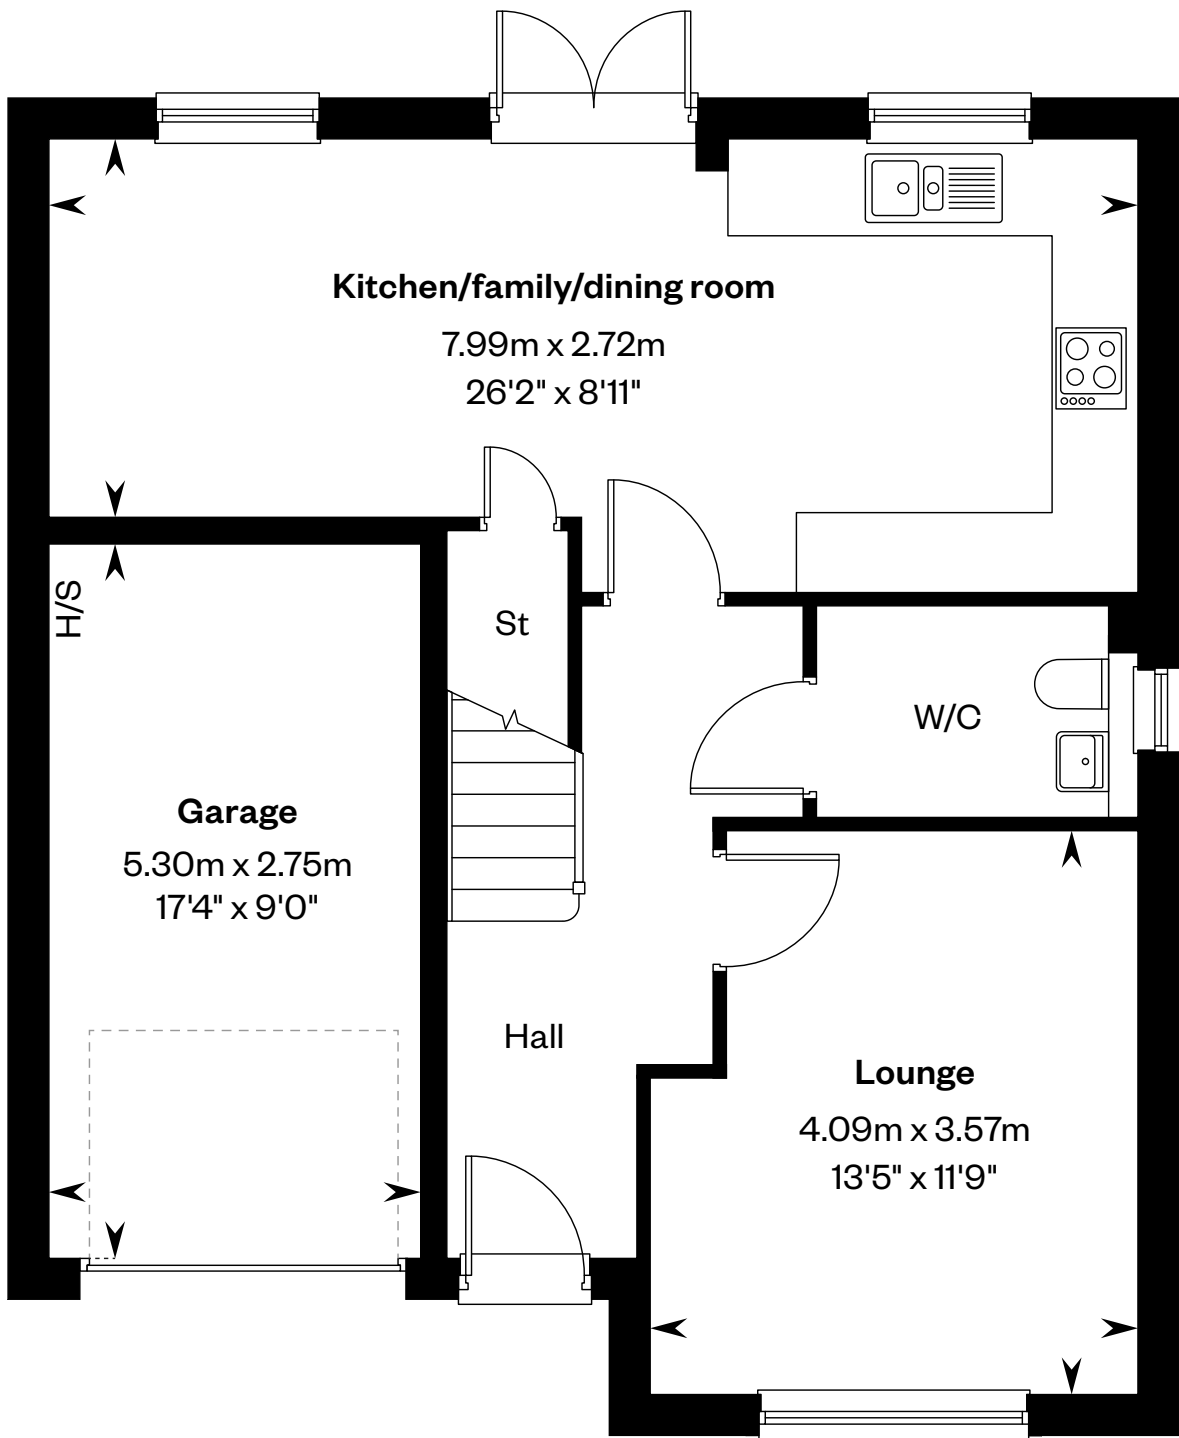 Kitchen/family/dining room
7.99m x 2.72m
26'2" x 8'11"
H/S
St
W/C
Garage
5.30m x 2.75m
17'4" x 9'0"
Hall
Lounge
4.09m x 3.57m
13'5" x 11'9"